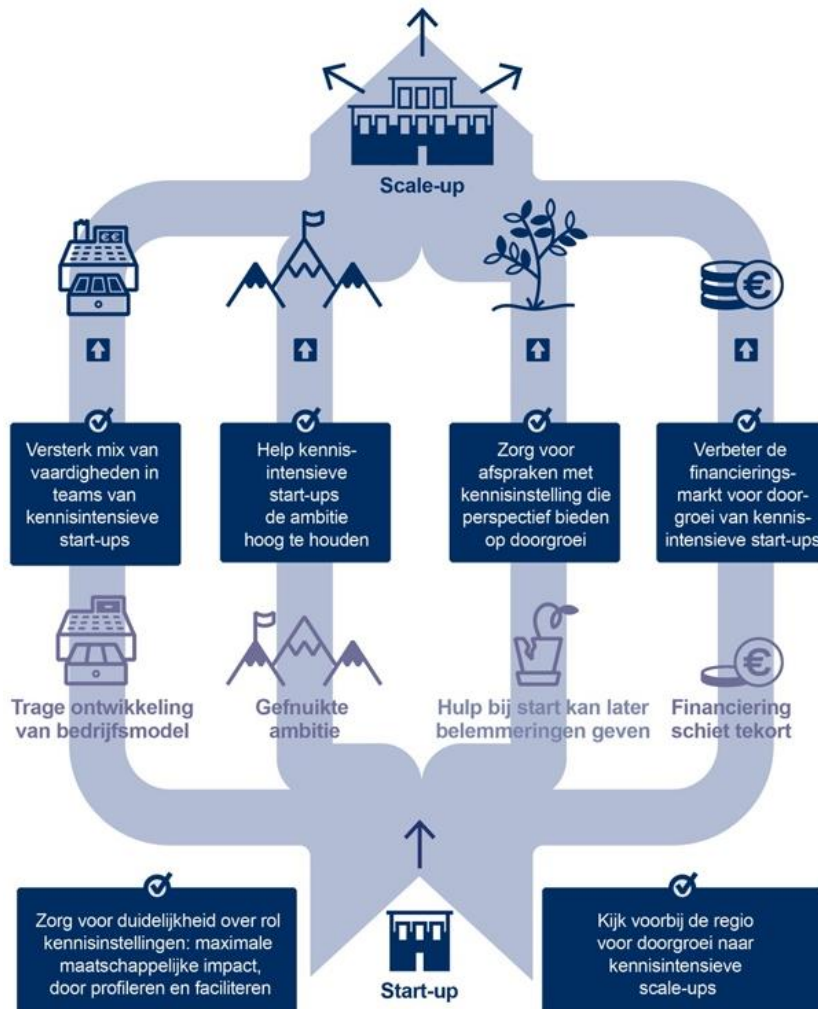 Scale-up
Versterk mix van
vaardigheden in
teams van
kennisintensieve
start-ups
Help kennis-
intensieve
start-ups
de ambitie
hoog te houden
Zorg voor
afspraken met
kennisinstelling die
perspectief bieden
op doorgroei
Verbeter de
financierings-
markt voor door-
groei van kennis-
intensieve start-ups
Trage ontwikkeling
van bedrijfsmodel
Gefnuikte
ambitie
Hulp bij start kan later
belemmeringen geven
Financiering
schiet tekort
Zorg voor duidelijkheid over rol
kennisinstellingen: maximale
maatschappelijke impact,
door profileren en faciliteren
Start-up
Kijk voorbij de regio
voor doorgroei naar
kennisintensieve
scale-ups
€€
€
€